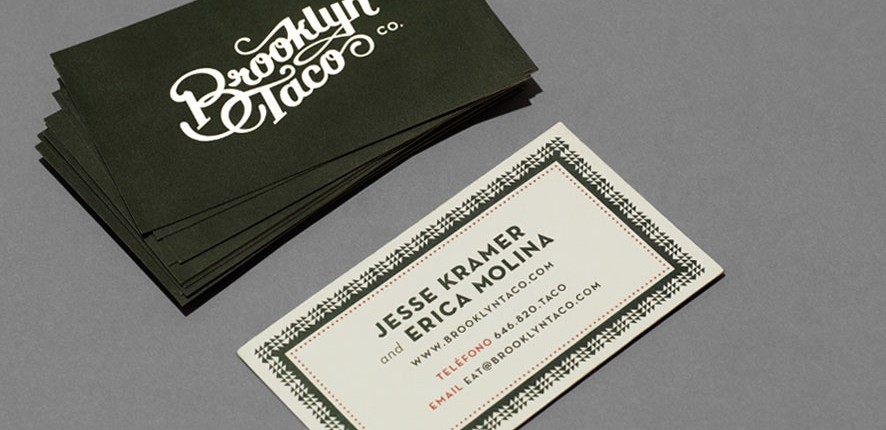 Brooklyn
Taco CO.
JESSE KRAMER
and ERICA MOLINA
WWW.BROOKLYNTACO.COM
TELÉFONO 646.820.TACO
EMAIL EAT@BROOKLYNTACO.COM